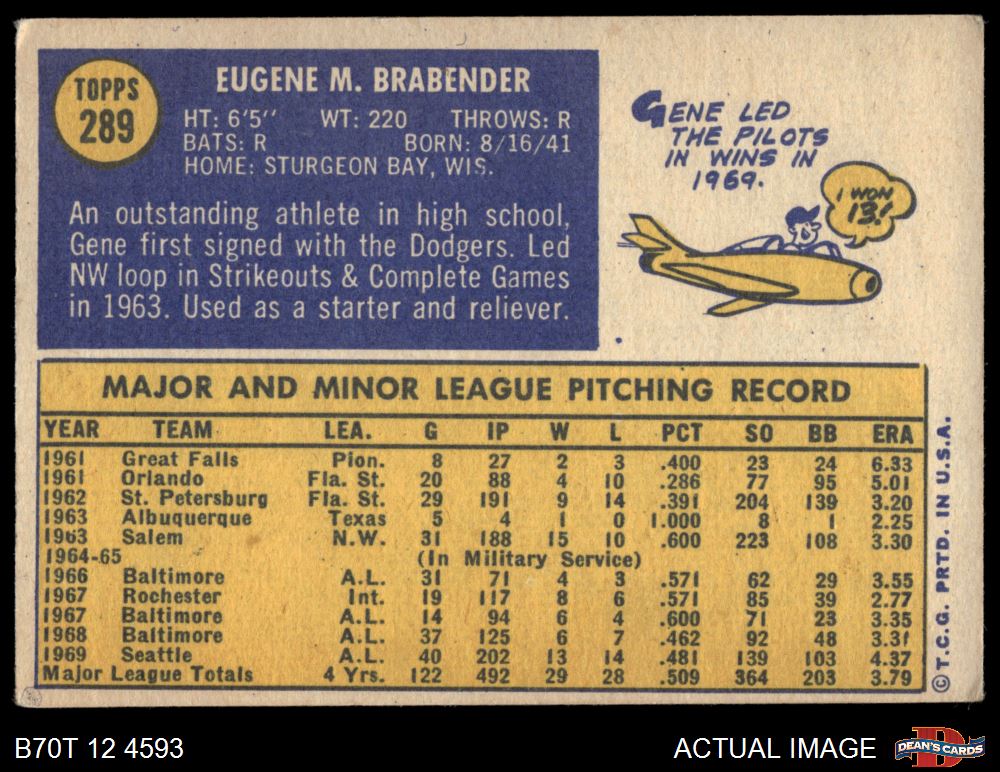 TOPPS
289
EUGENE M. BRABENDER
HT: 6'5" WT: 220 THROWS: R
BATS: R BORN: 8/16/41
HOME: STURGEON BAY, WIS.
An outstanding athlete in high school,
Gene first signed with the Dodgers. Led
NW loop in Strikeouts & Complete Games
in 1963. Used as a starter and reliever.
GENE LED
THE PILOTS
IN WINS IN
1969.
I WON
13!
MAJOR AND MINOR LEAGUE PITCHING RECORD
YEAR TEAM LEA. G IP W L PCT SO BB ERA
1961 Great Falls Pion. 8 27 2 3 .400 23 24 6.33
1961 Orlando Fla. St. 20 88 4 10 .286 77 95 5.01
1962 St. Petersburg Fla. St. 29 191 9 14 .391 204 139 3.20
1963 Albuquerque Texas 5 4 1 0 1.000 8 1 2.25
1963 Salem N.W. 31 188 15 10 .600 223 108 3.30
1964-65 (In Military Service)
1966 Baltimore A.L. 31 71 4 3 .571 62 29 3.55
1967 Rochester Int. 19 117 8 6 .571 85 39 2.77
1967 Baltimore A.L. 14 94 6 4 .600 71 23 3.35
1968 Baltimore A.L. 37 125 6 7 .462 92 48 3.31
1969 Seattle A.L. 40 202 13 14 .481 139 103 4.37
Major League Totals 4 Yrs. 122 492 29 28 .509 364 203 3.79
© T.C.G. PRTD. IN U.S.A.
B70T 12 4593
ACTUAL IMAGE
D
DEAN'S CARDS